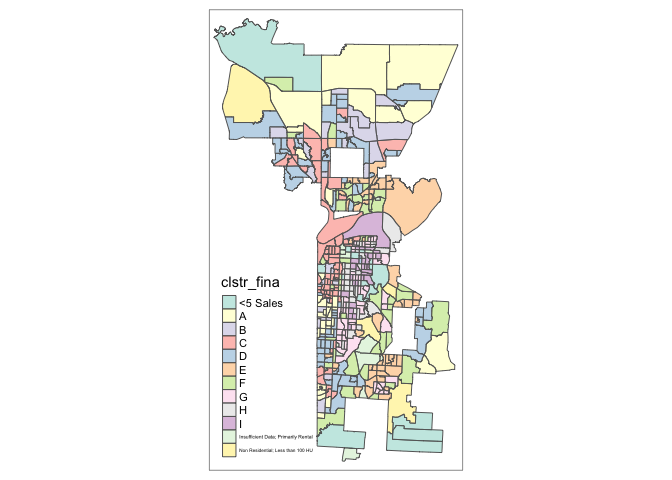 clstr_fina
<5 Sales
A
B
C
D
E
F
G
H
I
Insufficient Data; Primarily Rental
Non Residential; Less than 100 HU